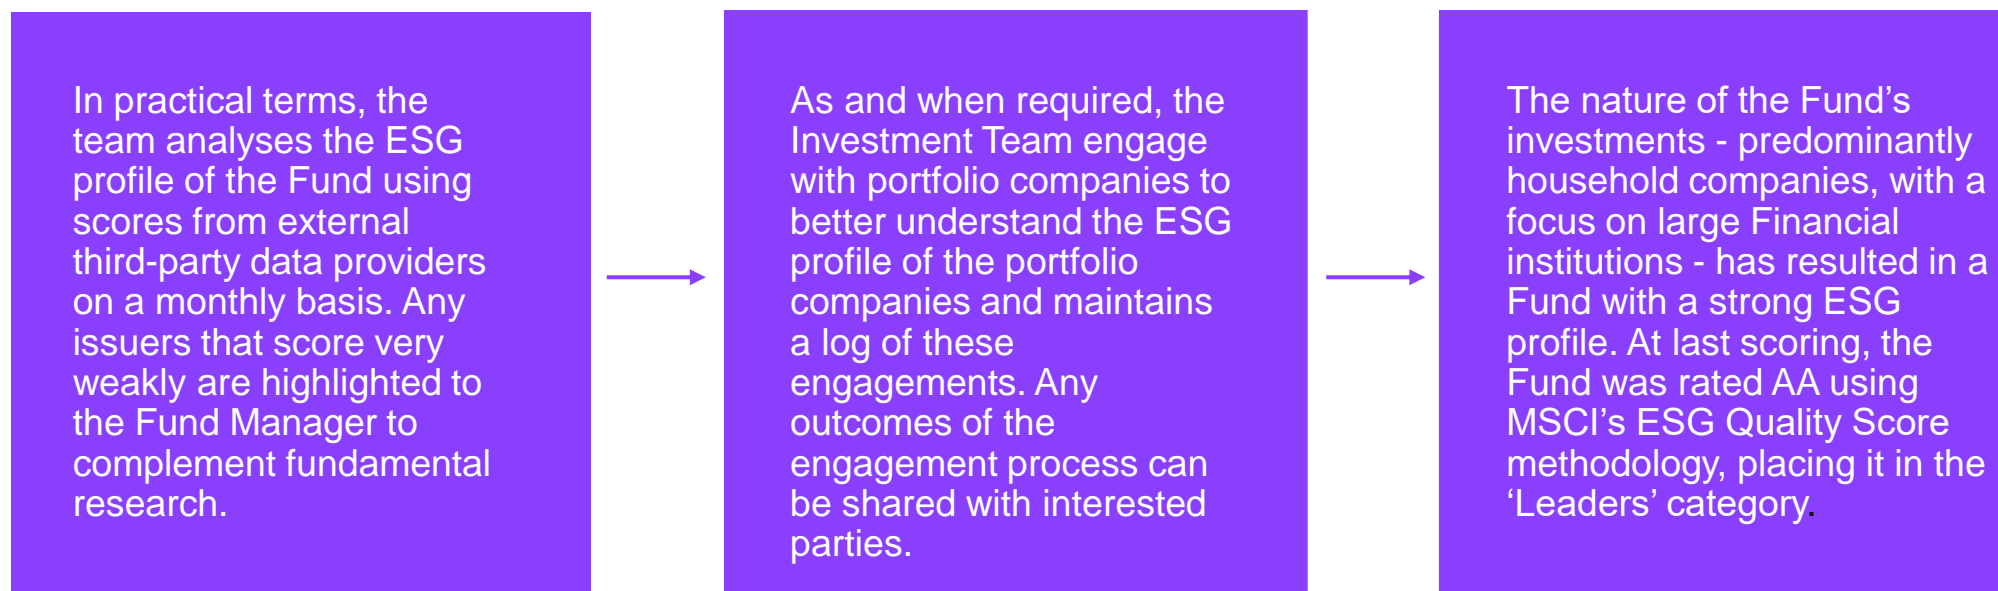 In practical terms, the
team analyses the ESG
profile of the Fund using
scores from external
third-party data providers
on a monthly basis. Any
issuers that score very
weakly are highlighted to
the Fund Manager to
complement fundamental
research.
As and when required, the
Investment Team engage
with portfolio companies to
better understand the ESG
profile of the portfolio
companies and maintains
a log of these
engagements. Any
outcomes of the
engagement process can
be shared with interested
parties.
The nature of the Fund’s
investments - predominantly
household companies, with a
focus on large Financial
institutions - has resulted in a
Fund with a strong ESG
profile. At last scoring, the
Fund was rated AA using
MSCI’s ESG Quality Score
methodology, placing it in the
‘Leaders’ category.